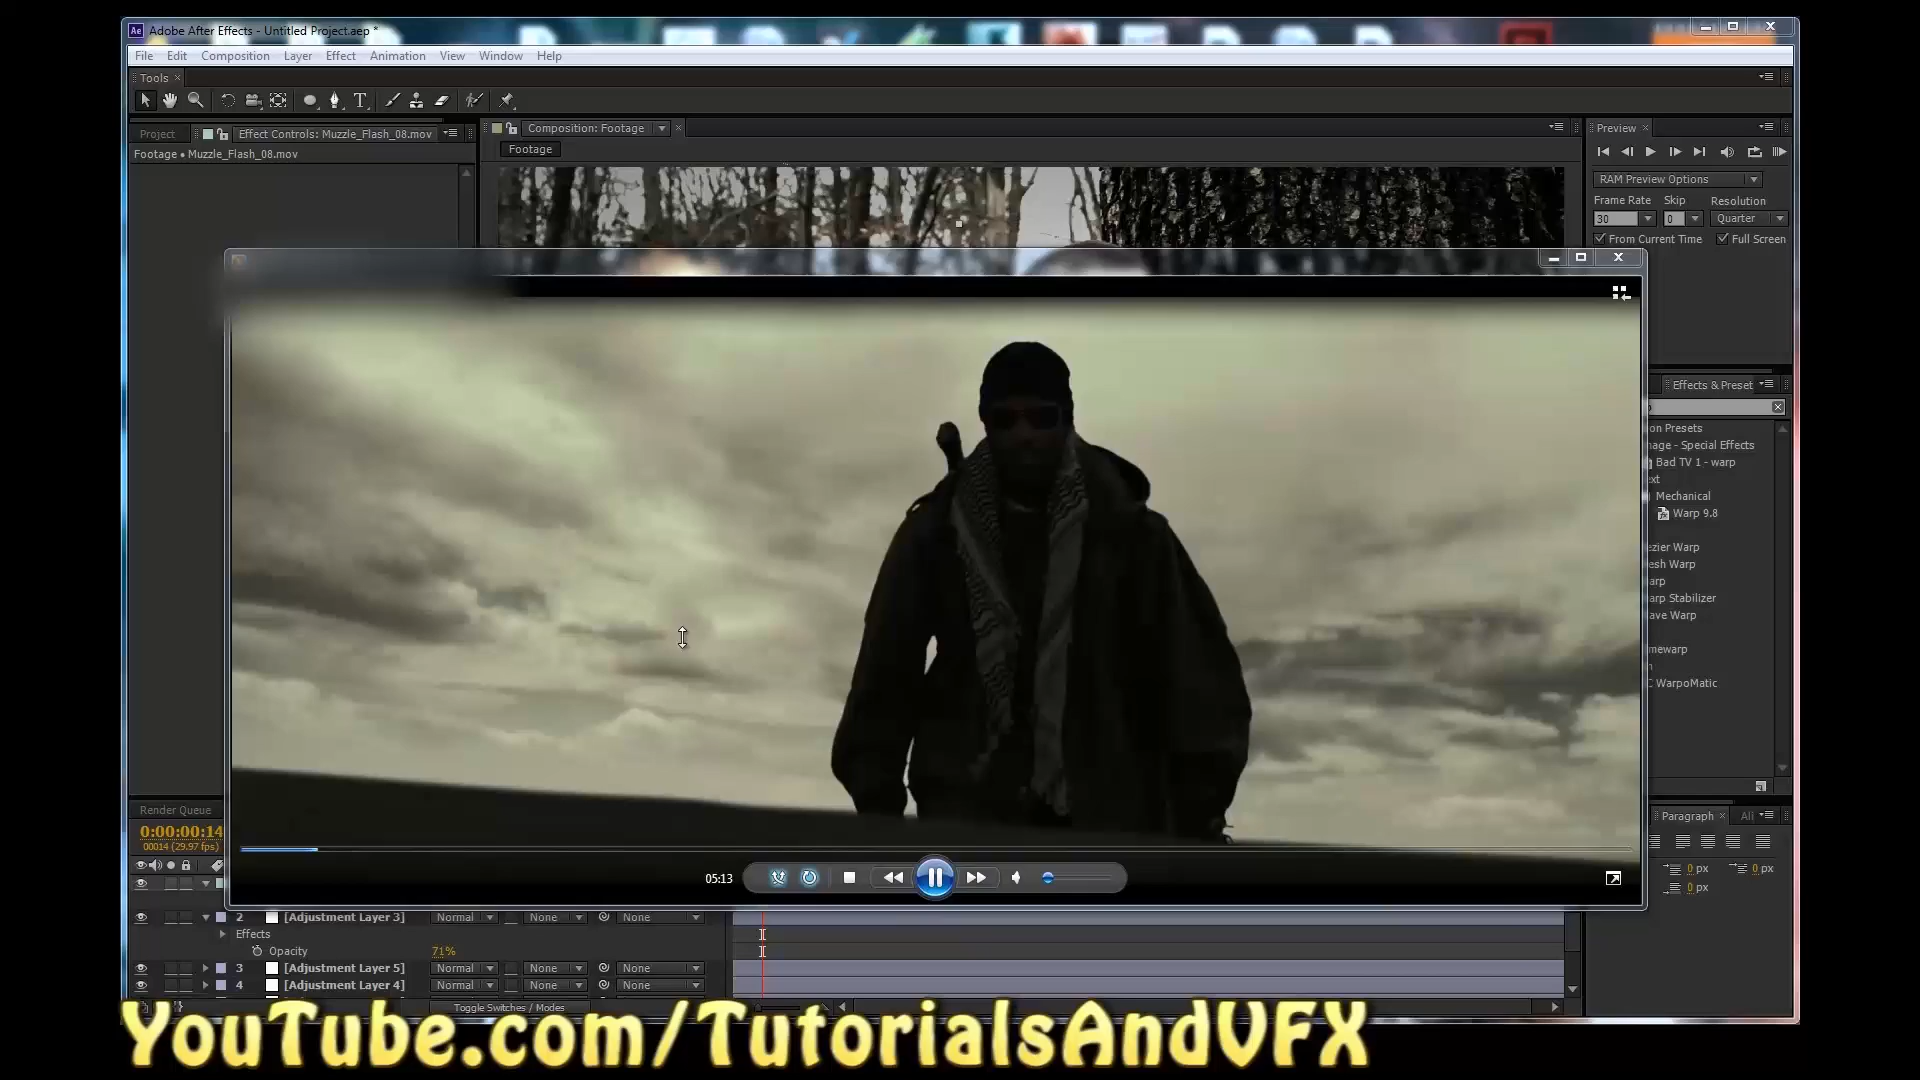 Ae Adobe After Effects - Untitled Project.aep *
File Edit Composition Layer Effect Animation View Window Help
Tools ×
Project Effect Controls: Muzzle_Flash_08.mov
Composition: Footage
Preview ×
Footage • Muzzle_Flash_08.mov
Footage
RAM Preview Options
Frame Rate Skip Resolution
30 0 Quarter
From Current Time Full Screen
Effects & Preset
on Presets
nage - Special Effects
Bad TV 1 - warp
ext
Mechanical
Warp 9.8
ezier Warp
esh Warp
arp
arp Stabilizer
ave Warp
mewarp
n
C WarpoMatic
Render Queue
Paragraph × Ali
0:00:00:14
00014 (29.97 fps)
0 px 0 px
0 px
05:13
2 [Adjustment Layer 3] Normal None None
Effects
Opacity 71%
3 [Adjustment Layer 5] Normal None None
4 [Adjustment Layer 4] Normal None None
Toggle Switches / Modes
YouTube.com/TutorialsAndVFX